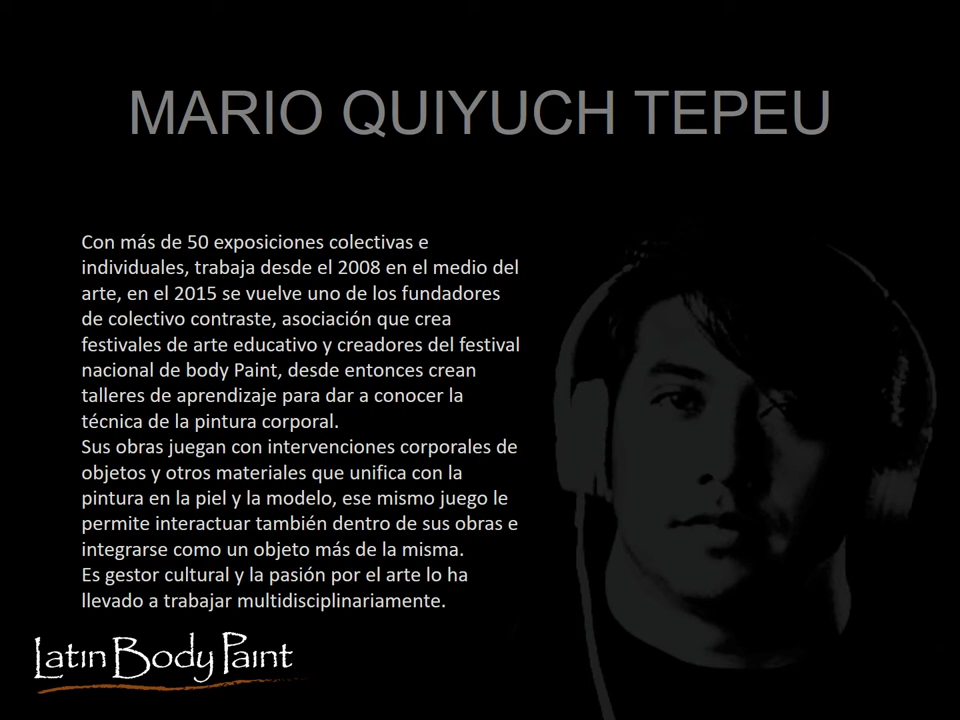 MARIO QUIYUCH TEPEU
Con más de 50 exposiciones colectivas e
individuales, trabaja desde el 2008 en el medio del
arte, en el 2015 se vuelve uno de los fundadores
de colectivo contraste, asociación que crea
festivales de arte educativo y creadores del festival
nacional de body Paint, desde entonces crean
talleres de aprendizaje para dar a conocer la
técnica de la pintura corporal.
Sus obras juegan con intervenciones corporales de
objetos y otros materiales que unifica con la
pintura en la piel y la modelo, ese mismo juego le
permite interactuar también dentro de sus obras e
integrarse como un objeto más de la misma.
Es gestor cultural y la pasión por el arte lo ha
llevado a trabajar multidisciplinariamente.
Latin Body Paint